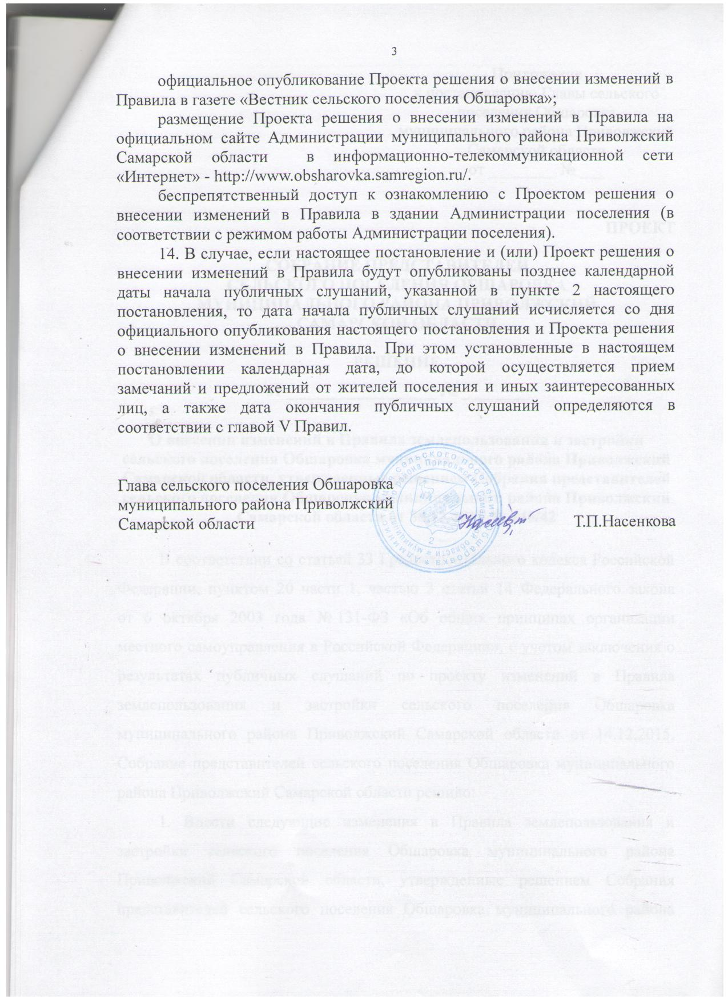 3
официальное опубликование Проекта решения о внесении изменений в
Правила в газете «Вестник сельского поселения Обшаровка»;
размещение Проекта решения о внесении изменений в Правила на
официальном сайте Администрации муниципального района Приволжский
Самарской области в информационно-телекоммуникационной сети
«Интернет» - http://www.obsharovka.samregion.ru/.
беспрепятственный доступ к ознакомлению с Проектом решения о
внесении изменений в Правила в здании Администрации поселения (в
соответствии с режимом работы Администрации поселения).
14. В случае, если настоящее постановление и (или) Проект решения о
внесении изменений в Правила будут опубликованы позднее календарной
даты начала публичных слушаний, указанной в пункте 2 настоящего
постановления, то дата начала публичных слушаний исчисляется со дня
официального опубликования настоящего постановления и Проекта решения
о внесении изменений в Правила. При этом установленные в настоящем
постановлении календарная дата, до которой осуществляется прием
замечаний и предложений от жителей поселения и иных заинтересованных
лиц, а также дата окончания публичных слушаний определяются в
соответствии с главой V Правил.
Глава сельского поселения Обшаровка
муниципального района Приволжский
Самарской области
Т.П.Насенкова